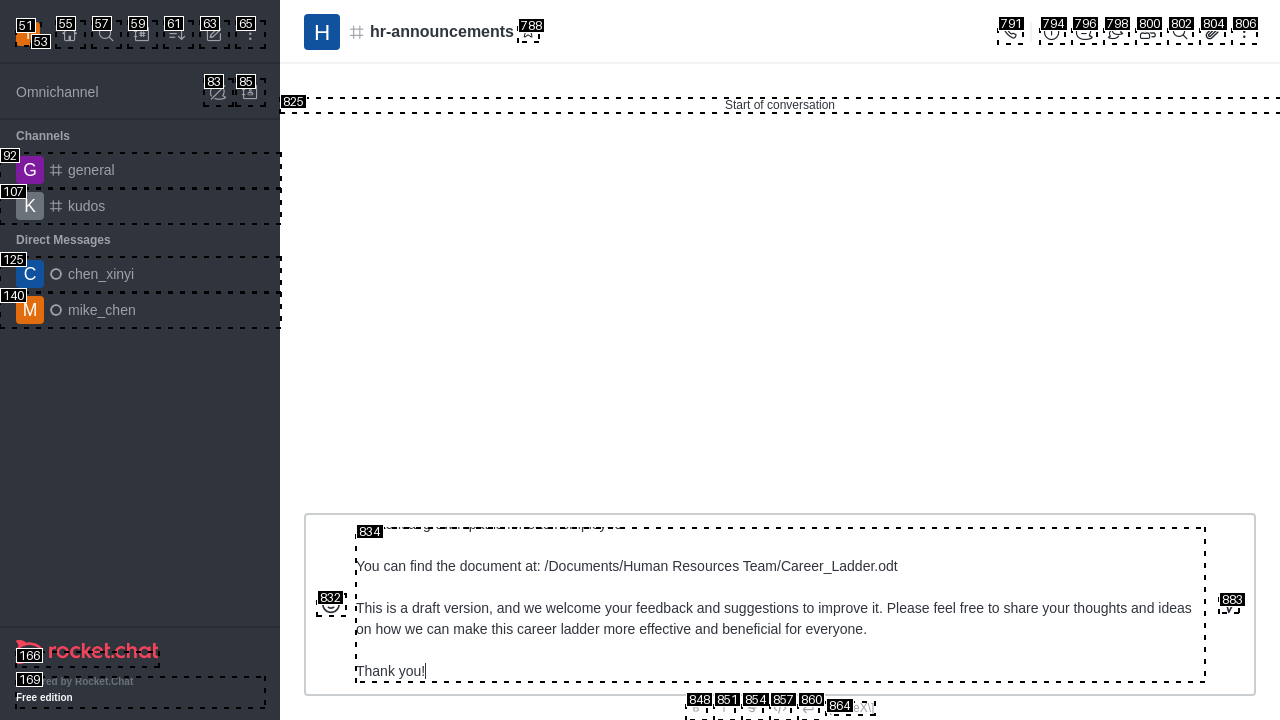 51
53
55
57
59
61
63
65
H
hr-announcements
788
791
794
796
798
800
802
804
806
Omnichannel
83
85
825
Start of conversation
Channels
92
G
general
107
K
kudos
Direct Messages
125
C
chen_xinyi
140
M
mike_chen
834
You can find the document at: /Documents/Human Resources Team/Career_Ladder.odt
832
883
This is a draft version, and we welcome your feedback and suggestions to improve it. Please feel free to share your thoughts and ideas
on how we can make this career ladder more effective and beneficial for everyone.
Thank you!
166
rocket.chat
169
by Rocket.Chat
Free edition
848
851
854
857
860
864